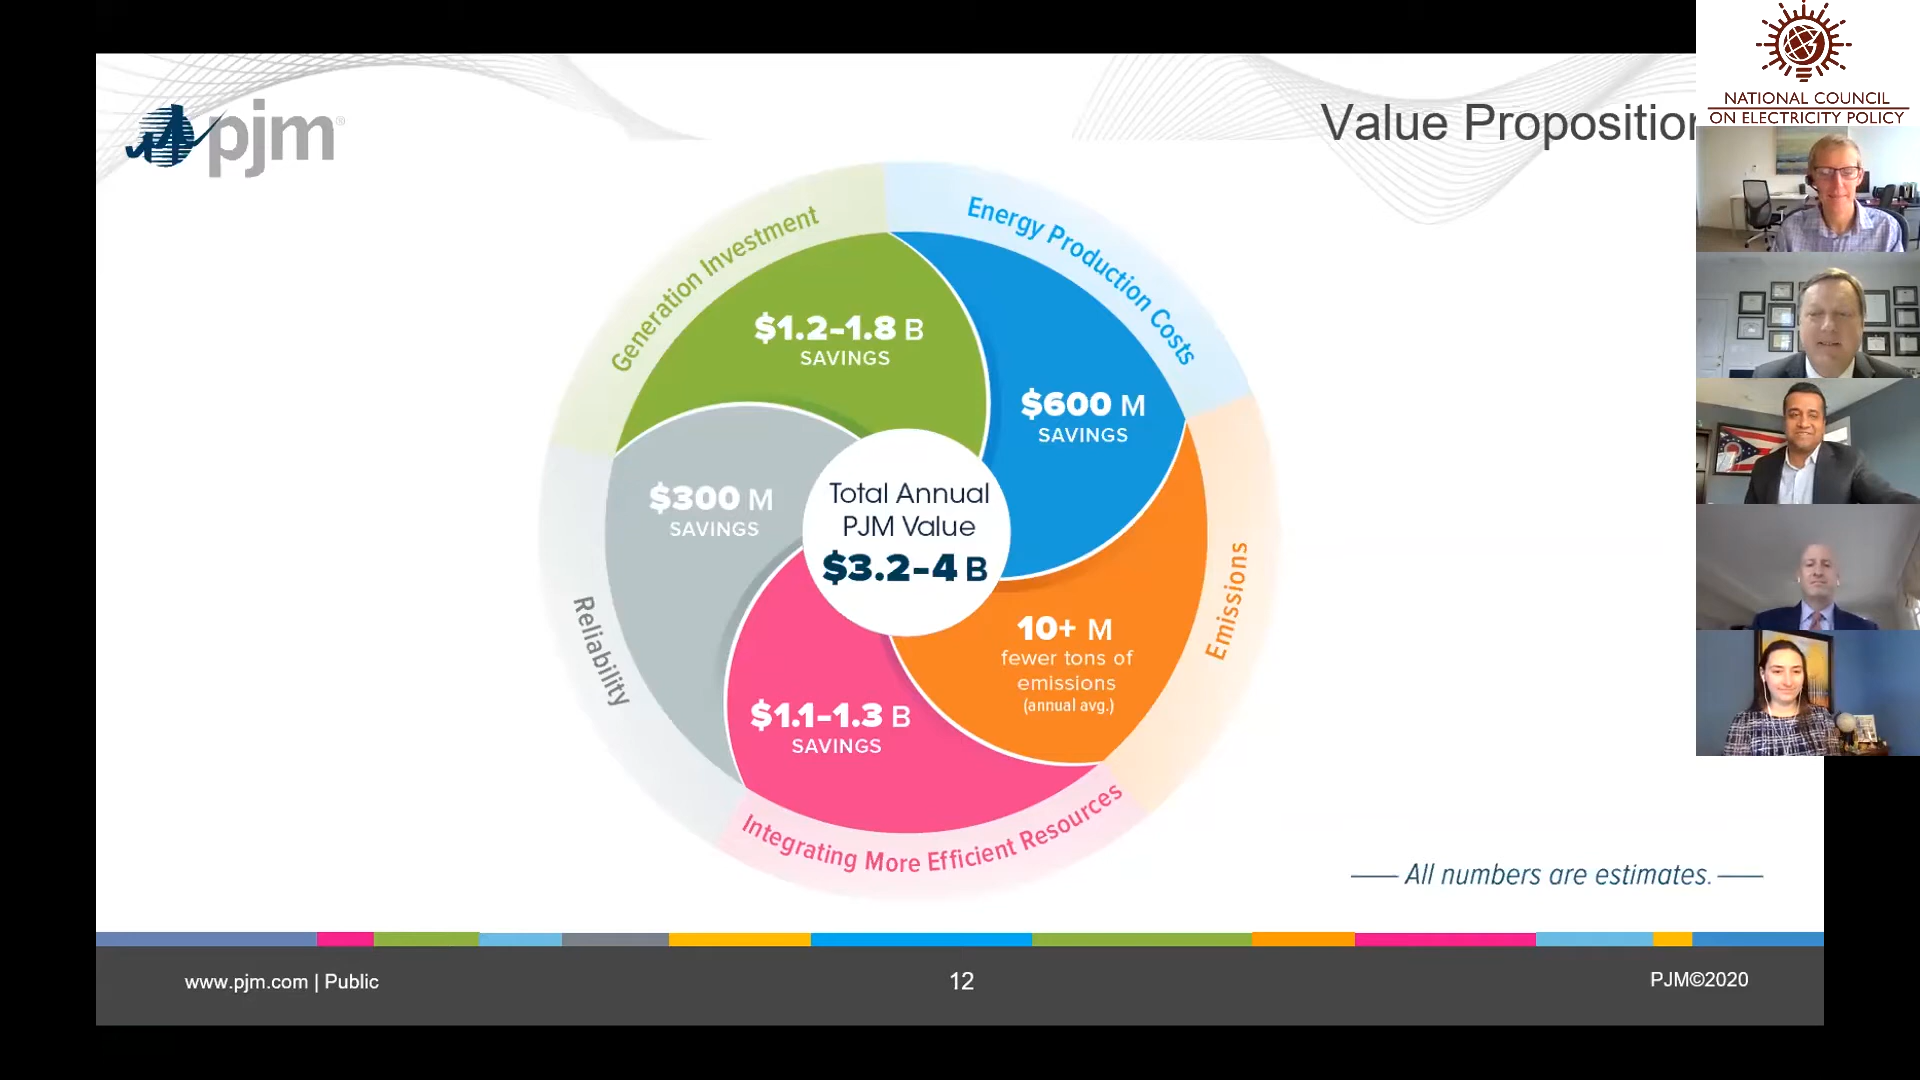 pjm®
Value Proposition
NATIONAL COUNCIL
ON ELECTRICITY POLICY
Generation Investment
$1.2–1.8 B
SAVINGS
Energy Production Costs
$600 M
SAVINGS
$300 M
SAVINGS
Reliability
Total Annual
PJM Value
$3.2–4 B
Emissions
10+ M
fewer tons of
emissions
(annual avg.)
$1.1–1.3 B
SAVINGS
Integrating More Efficient Resources
All numbers are estimates.
www.pjm.com | Public
12
PJM©2020